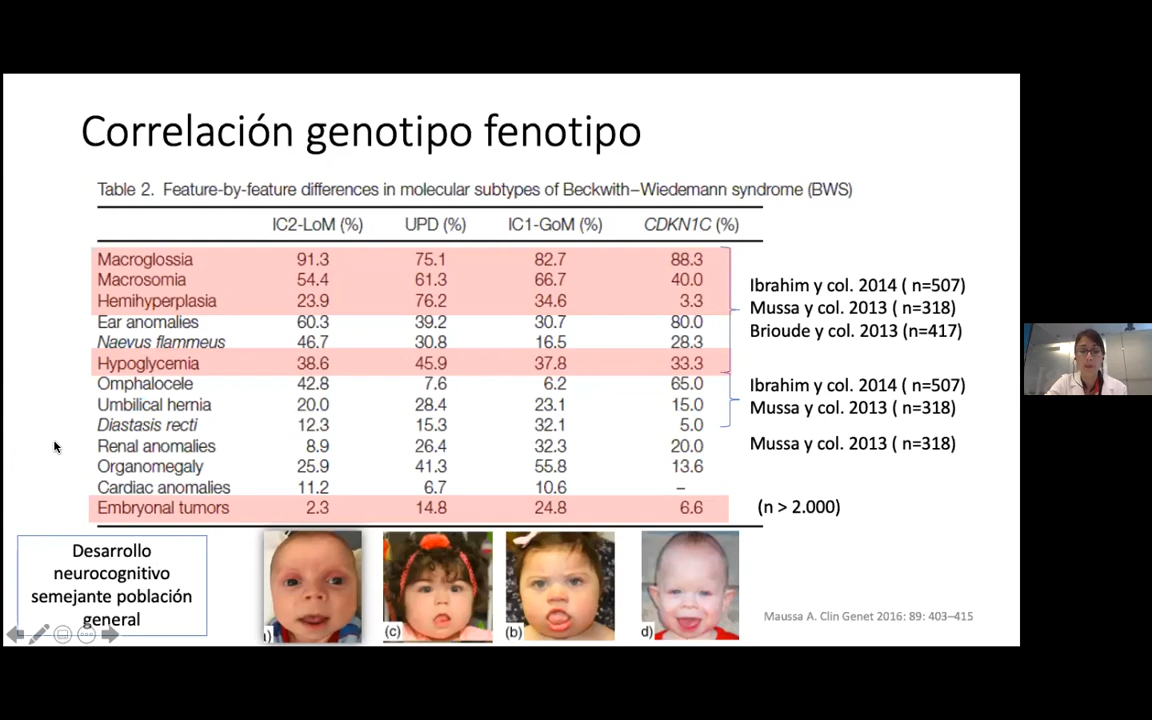 Correlación genotipo fenotipo
Table 2. Feature-by-feature differences in molecular subtypes of Beckwith–Wiedemann syndrome (BWS)
IC2-LoM (%) UPD (%) IC1-GoM (%) CDKN1C (%)
Macroglossia 91.3 75.1 82.7 88.3
Macrosomia 54.4 61.3 66.7 40.0
Hemihyperplasia 23.9 76.2 34.6 3.3
Ear anomalies 60.3 39.2 30.7 80.0
Naevus flammeus 46.7 30.8 16.5 28.3
Hypoglycemia 38.6 45.9 37.8 33.3
Omphalocele 42.8 7.6 6.2 65.0
Umbilical hernia 20.0 28.4 23.1 15.0
Diastasis recti 12.3 15.3 32.1 5.0
Renal anomalies 8.9 26.4 32.3 20.0
Organomegaly 25.9 41.3 55.8 13.6
Cardiac anomalies 11.2 6.7 10.6 –
Embryonal tumors 2.3 14.8 24.8 6.6
Ibrahim y col. 2014 ( n=507)
Mussa y col. 2013 ( n=318)
Brioude y col. 2013 (n=417)
Ibrahim y col. 2014 ( n=507)
Mussa y col. 2013 ( n=318)
Mussa y col. 2013 ( n=318)
(n > 2.000)
Desarrollo
neurocognitivo
semejante población
general
)
(c)
(b)
d)
Maussa A. Clin Genet 2016: 89: 403–415